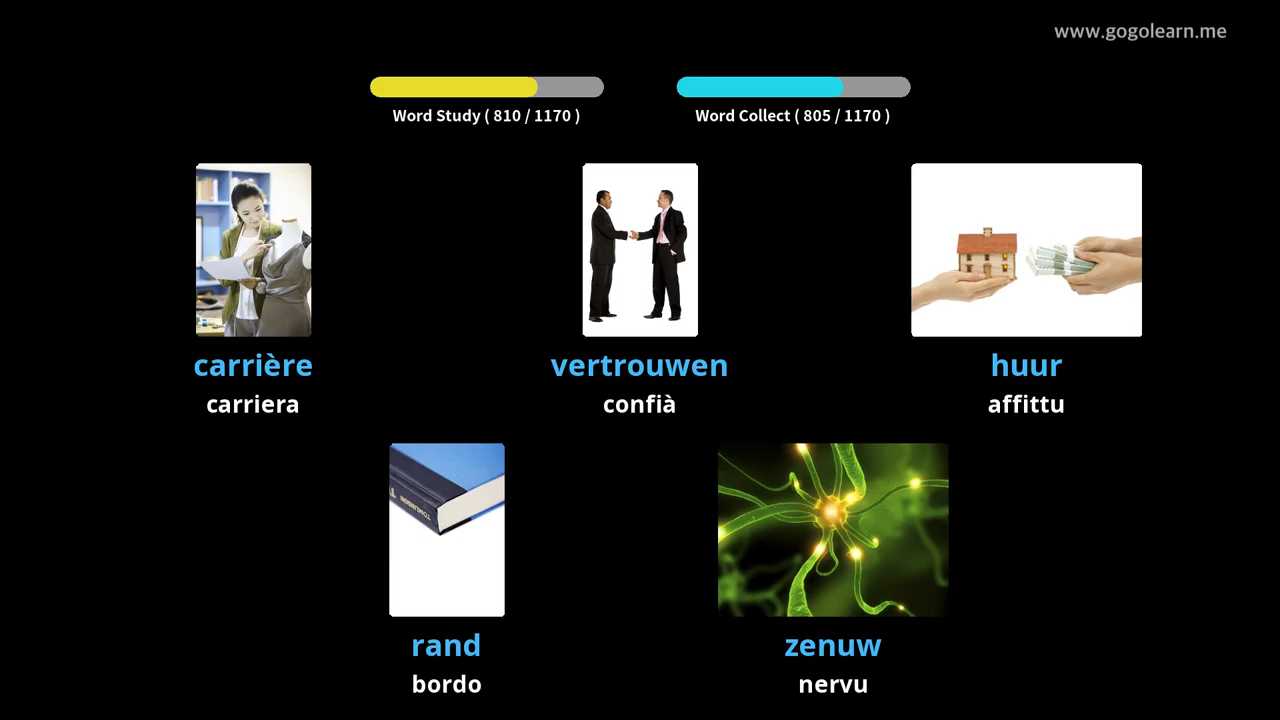 www.gogolearn.me
Word Study ( 810 / 1170 )
Word Collect ( 805 / 1170 )
carrière
carriera
vertrouwen
confià
huur
affittu
TOMLINSON
rand
bordo
zenuw
nervu